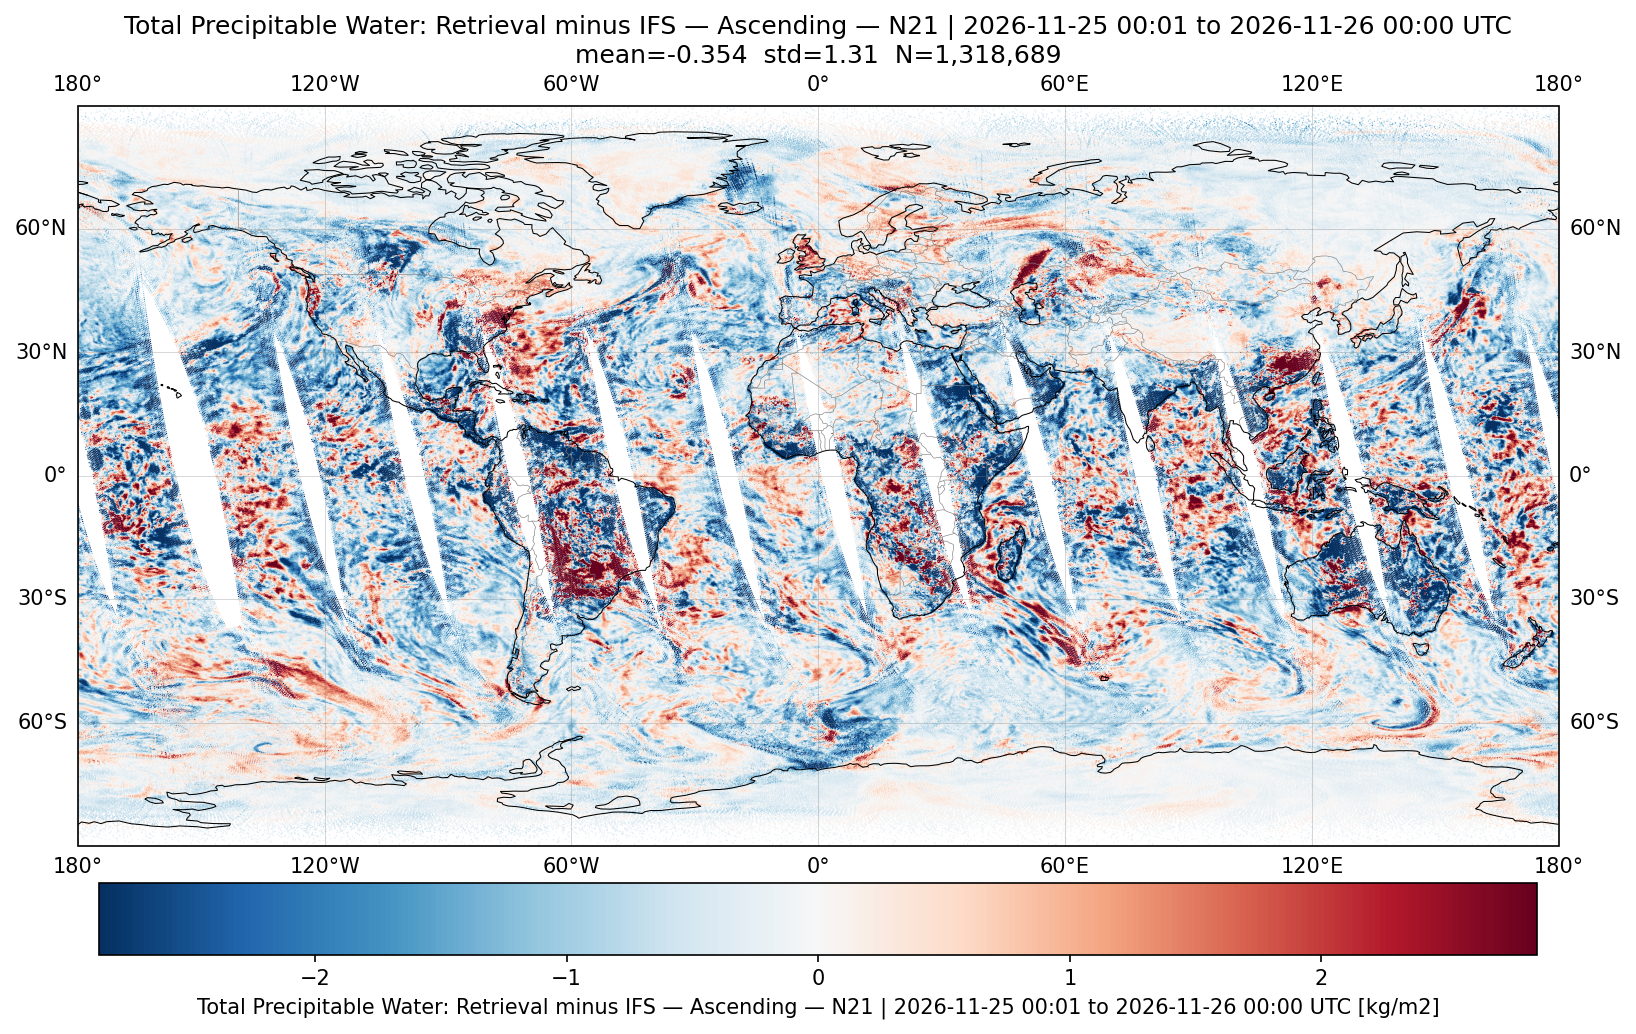 Total Precipitable Water: Retrieval minus IFS — Ascending — N21 | 2026-11-25 00:01 to 2026-11-26 00:00 UTC
mean=-0.354 std=1.31 N=1,318,689
180° 120°W 60°W 0° 60°E 120°E 180°
60°N 60°N
30°N 30°N
0° 0°
30°S 30°S
60°S 60°S
180° 120°W 60°W 0° 60°E 120°E 180°
−2 −1 0 1 2
Total Precipitable Water: Retrieval minus IFS — Ascending — N21 | 2026-11-25 00:01 to 2026-11-26 00:00 UTC [kg/m2]